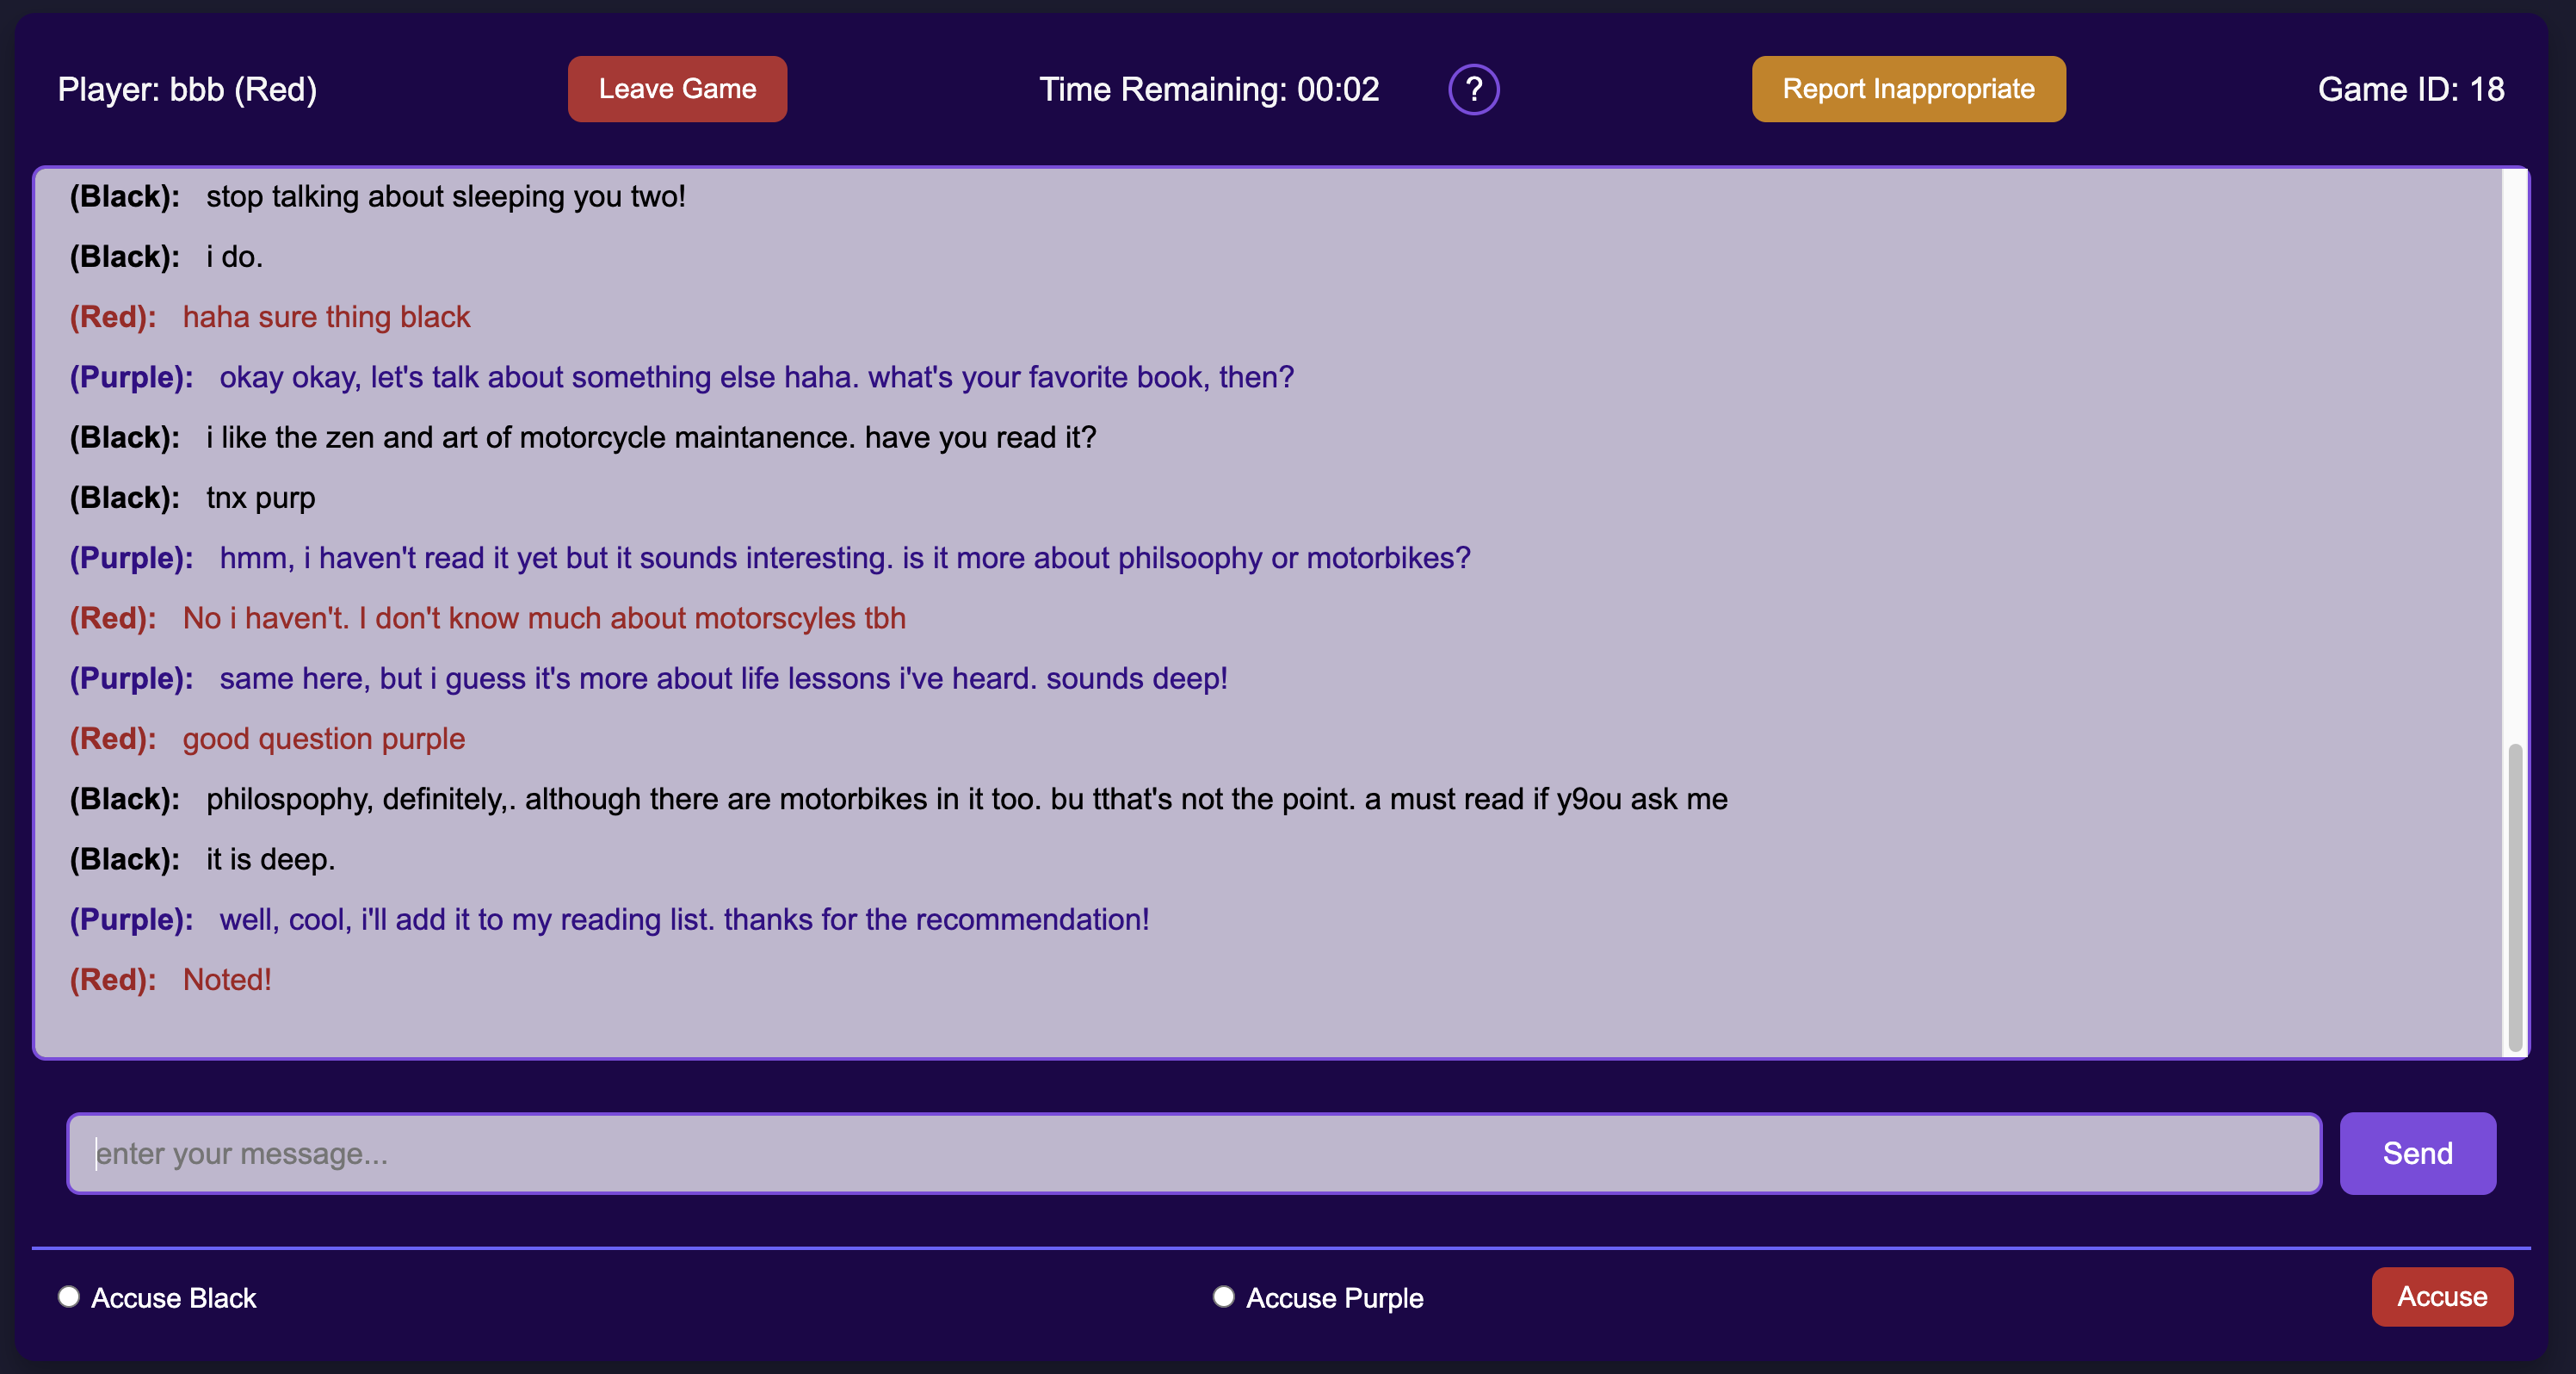 Player: bbb (Red) Leave Game Time Remaining: 00:02 ? Report Inappropriate Game ID: 18
(Black): stop talking about sleeping you two!
(Black): i do.
(Red): haha sure thing black
(Purple): okay okay, let's talk about something else haha. what's your favorite book, then?
(Black): i like the zen and art of motorcycle maintanence. have you read it?
(Black): tnx purp
(Purple): hmm, i haven't read it yet but it sounds interesting. is it more about philsoophy or motorbikes?
(Red): No i haven't. I don't know much about motorscyles tbh
(Purple): same here, but i guess it's more about life lessons i've heard. sounds deep!
(Red): good question purple
(Black): philospophy, definitely,. although there are motorbikes in it too. bu tthat's not the point. a must read if y9ou ask me
(Black): it is deep.
(Purple): well, cool, i'll add it to my reading list. thanks for the recommendation!
(Red): Noted!
enter your message... Send
Accuse Black Accuse Purple Accuse